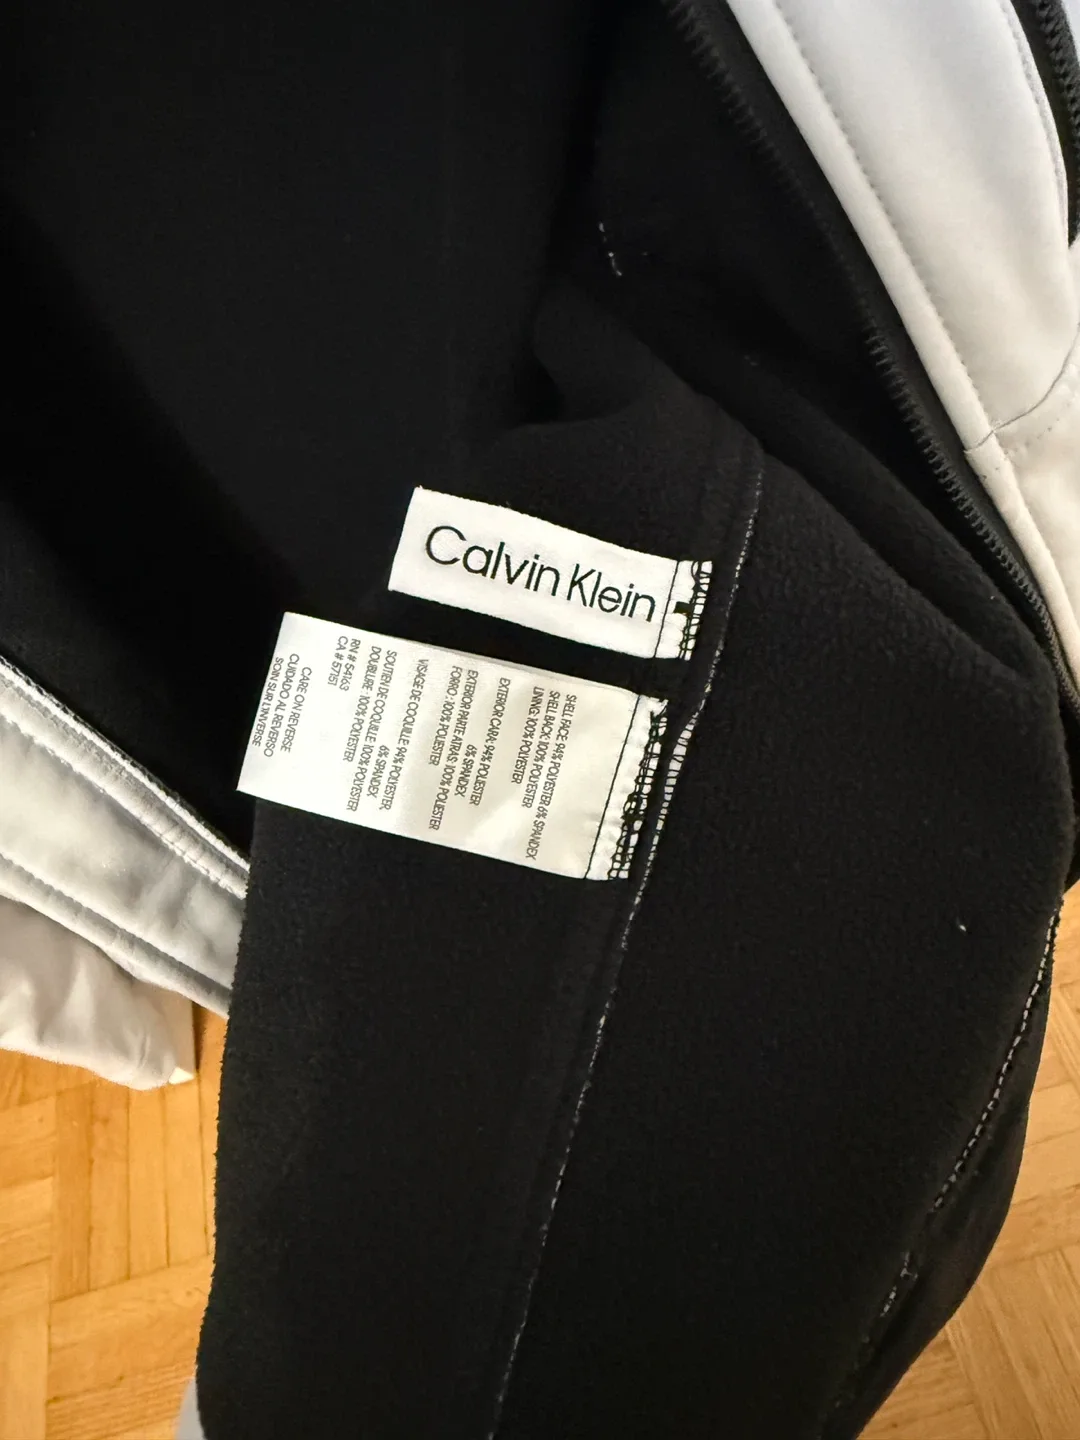 Calvin Klein
SHELL FACE: 94% POLYESTER 6% SPANDEX
SHELL BACK: 100% POLYESTER
LINING: 100% POLYESTER
EXTERIOR CARA: 94% POLIESTER
6% SPANDEX
EXTERIOR PARTE ATRAS: 100% POLIESTER
FORRO : 100% POLIESTER
VISAGE DE COQUILLE 94% POLYESTER
6% SPANDEX
SOUTIEN DE COQUILLE 100% POLYESTER
DOUBLURE : 100% POLYESTER
RN # 54163
CA # 57151
CARE ON REVERSE
CUIDADO AL REVERSO
SOIN SUR L'INVERSE